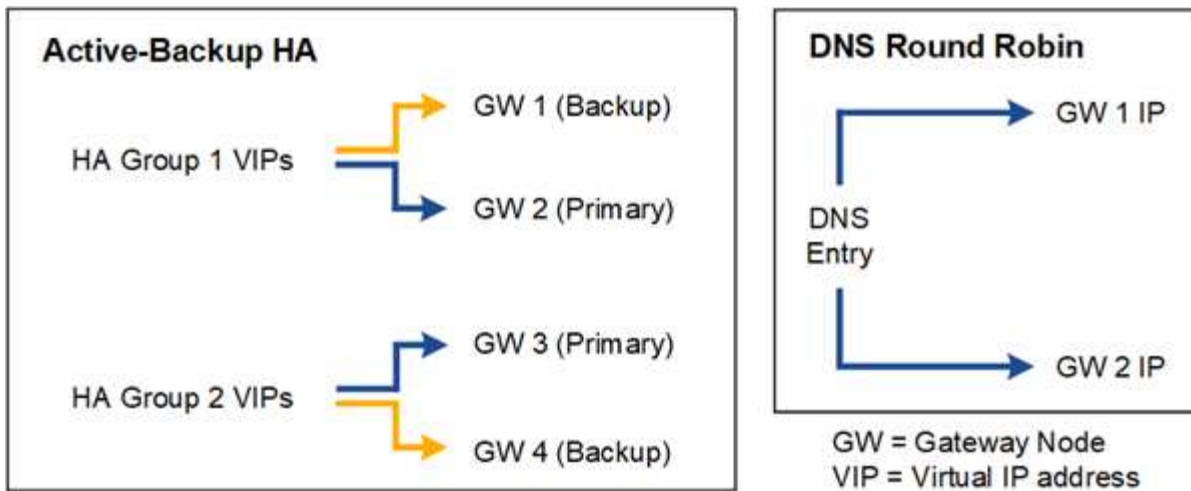 Active-Backup HA
HA Group 1 VIPs
GW 1 (Backup)
GW 2 (Primary)
HA Group 2 VIPs
GW 3 (Primary)
GW 4 (Backup)
DNS Round Robin
DNS
Entry
GW 1 IP
GW 2 IP
GW = Gateway Node
VIP = Virtual IP address